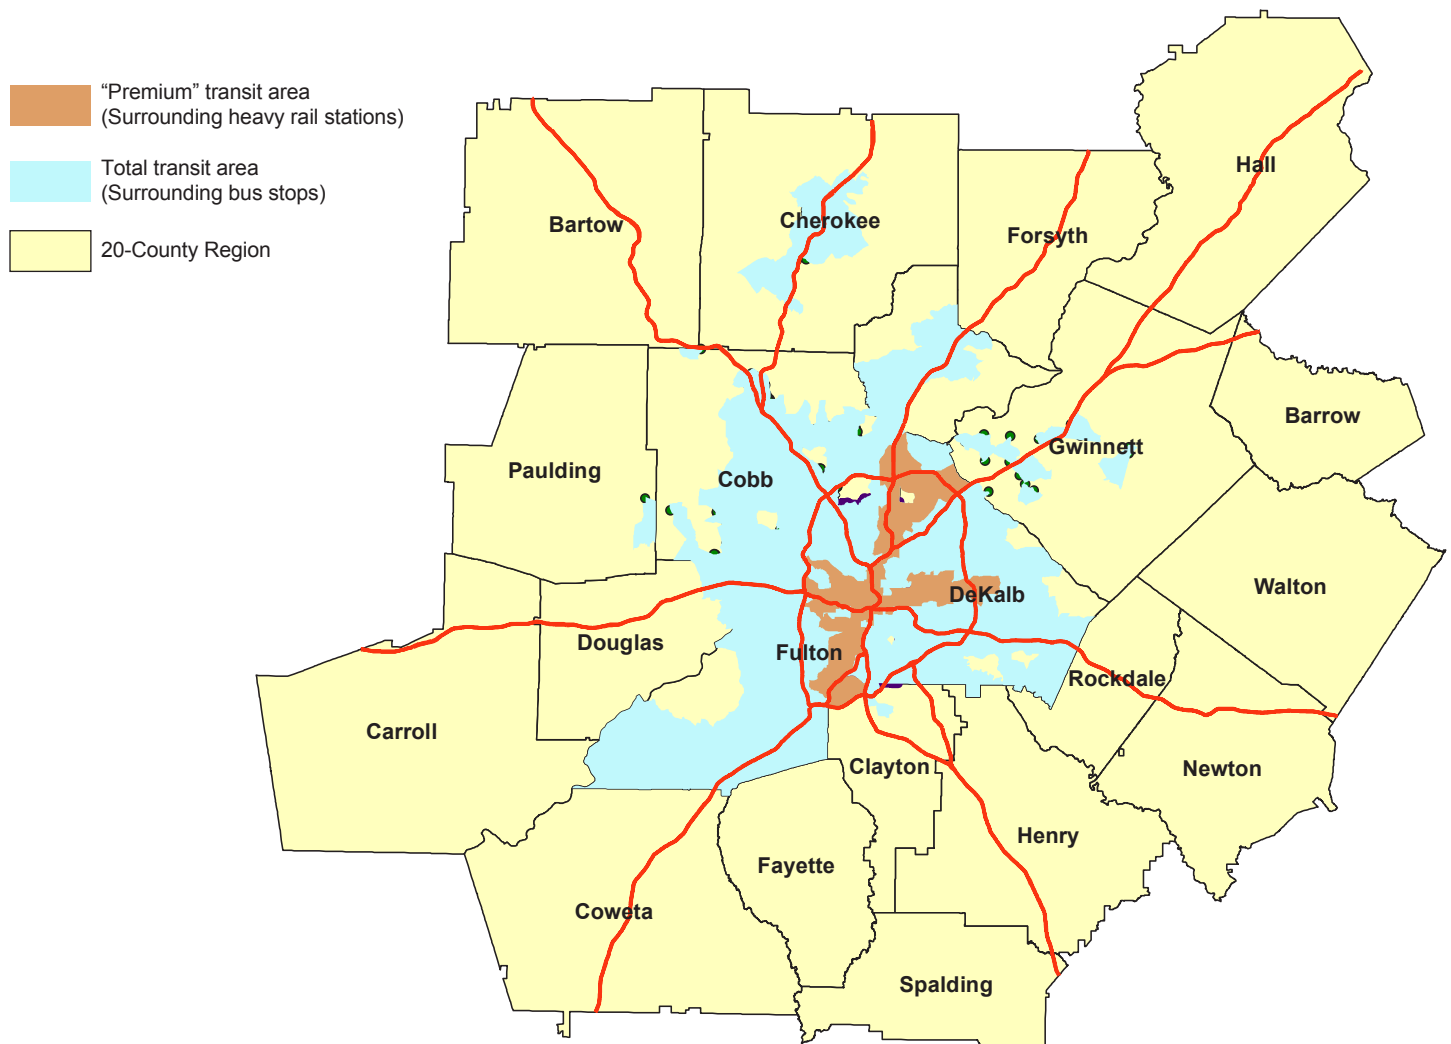 “Premium” transit area
(Surrounding heavy rail stations)
Total transit area
(Surrounding bus stops)
20-County Region
Hall
Cherokee
Bartow
Forsyth
Barrow
Gwinnett
Paulding
Cobb
Walton
DeKalb
Douglas
Fulton
Rockdale
Carroll
Clayton
Newton
Henry
Fayette
Coweta
Spalding